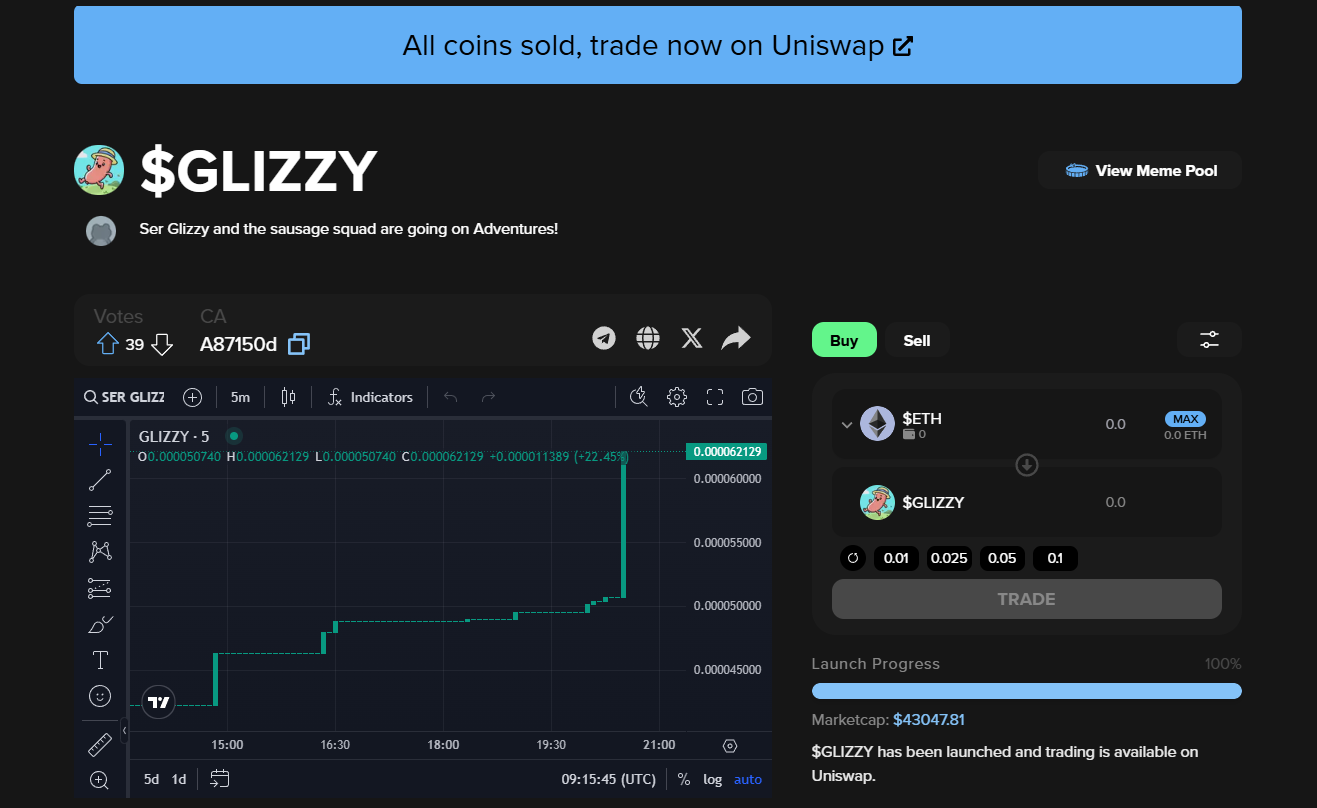 All coins sold, trade now on Uniswap
$GLIZZY
View Meme Pool
Ser Glizzy and the sausage squad are going on Adventures!
Votes
CA
39
A87150d
Buy
Sell
SER GLIZZ
5m
Indicators
GLIZZY · 5
O0.000050740 H0.000062129 L0.000050740 C0.000062129 +0.000011389 (+22.45%)
0.000062129
0.000060000
0.000055000
0.000050000
0.000045000
15:00 16:30 18:00 19:30 21:00
5d 1d
09:15:45 (UTC)
%
log
auto
$ETH
0
0.0
MAX
0.0 ETH
$GLIZZY
0.0
0.01 0.025 0.05 0.1
TRADE
Launch Progress
100%
Marketcap: $43047.81
$GLIZZY has been launched and trading is available on
Uniswap.